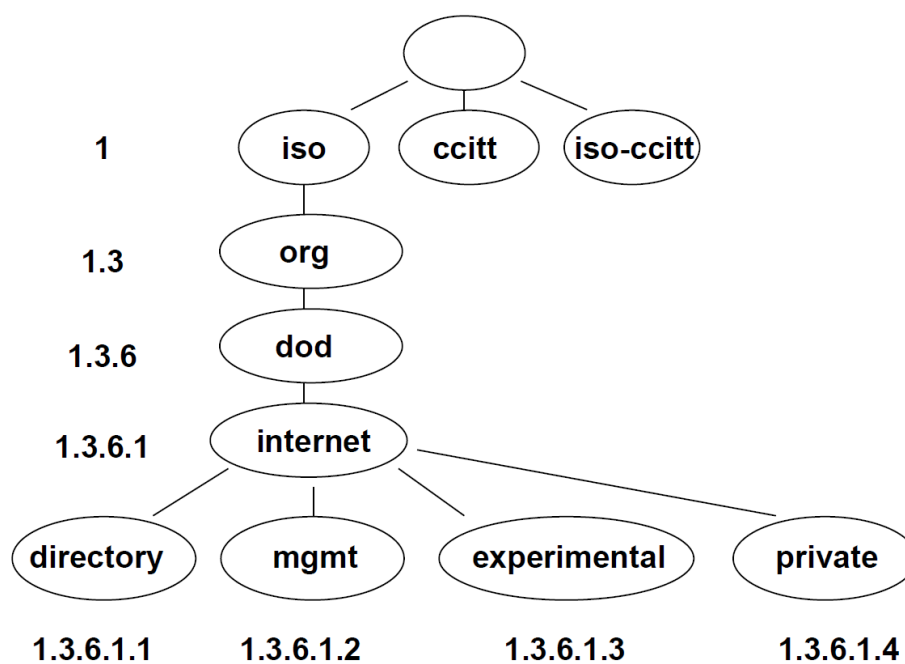 1 iso ccitt iso-ccitt
1.3 org
1.3.6 dod
1.3.6.1 internet
directory mgmt experimental private
1.3.6.1.1 1.3.6.1.2 1.3.6.1.3 1.3.6.1.4